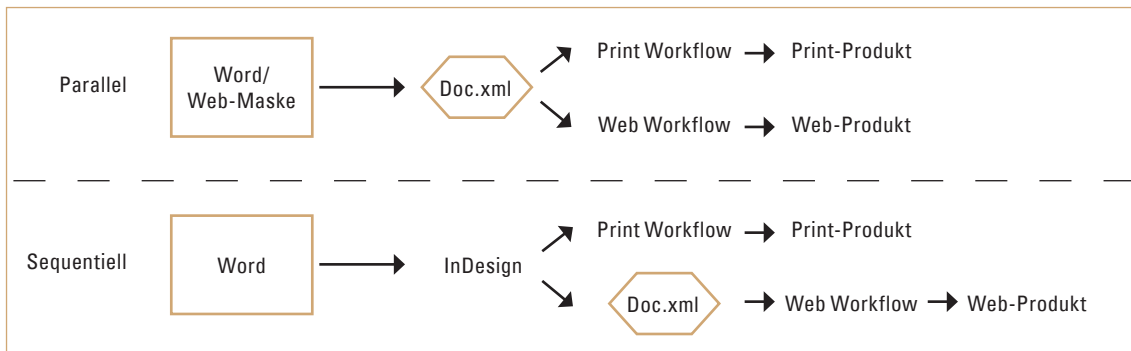 Parallel
Word/
Web-Maske
Doc.xml
Print Workflow
Print-Produkt
Web Workflow
Web-Produkt
Sequentiell
Word
InDesign
Print Workflow
Print-Produkt
Doc.xml
Web Workflow
Web-Produkt